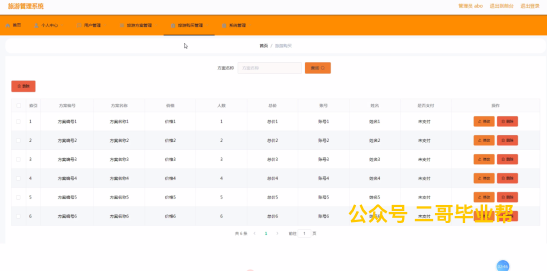 旅游管理系统
管理员 abo 退出到前台 退出登录
首页 个人中心 用户管理 旅游方案管理 旅游购买管理 系统管理
首页 / 旅游购买
方案名称 方案名称
删除
索引 方案编号 方案名称 价格 人数 总价 账号 姓名 是否支付 操作
1 方案编号1 方案名称1 价格1 1 总价1 账号1 姓名1 未支付 修改 删除
2 方案编号2 方案名称2 价格2 2 总价2 账号2 姓名2 未支付 修改 删除
3 方案编号3 方案名称3 价格3 3 总价3 账号3 姓名3 未支付 修改 删除
4 方案编号4 方案名称4 价格4 4 总价4 账号4 姓名4 未支付 修改 删除
5 方案编号5 方案名称5 价格5 5 总价5 账号5 姓名5 未支付 修改 删除
6 方案编号6 方案名称6 价格6 6 总价6 账号6 姓名6 未支付
公众号 二哥毕业帮
共 6 条 1 前往 1 页